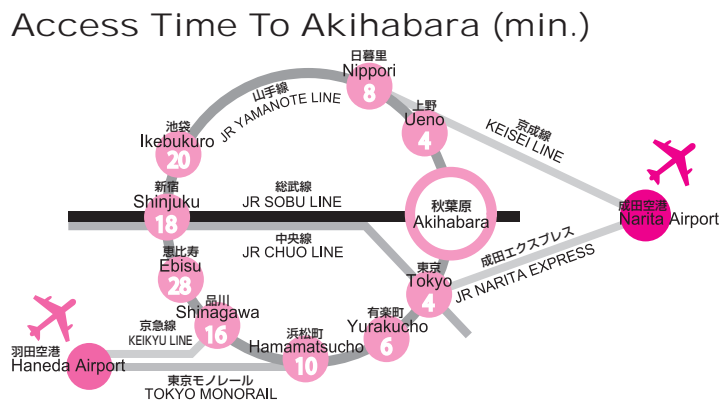 Access Time To Akihabara (min.)
日暮里
Nippori
8
山手線
JR YAMANOTE LINE
上野
Ueno
4
京成線
KEISEI LINE
池袋
Ikebukuro
20
新宿
Shinjuku
18
総武線
JR SOBU LINE
秋葉原
Akihabara
成田空港
Narita Airport
中央線
JR CHUO LINE
成田エクスプレス
JR NARITA EXPRESS
恵比寿
Ebisu
28
東京
Tokyo
4
品川
Shinagawa
16
有楽町
Yurakucho
6
京急線
KEIKYU LINE
浜松町
Hamamatsucho
10
羽田空港
Haneda Airport
東京モノレール
TOKYO MONORAIL